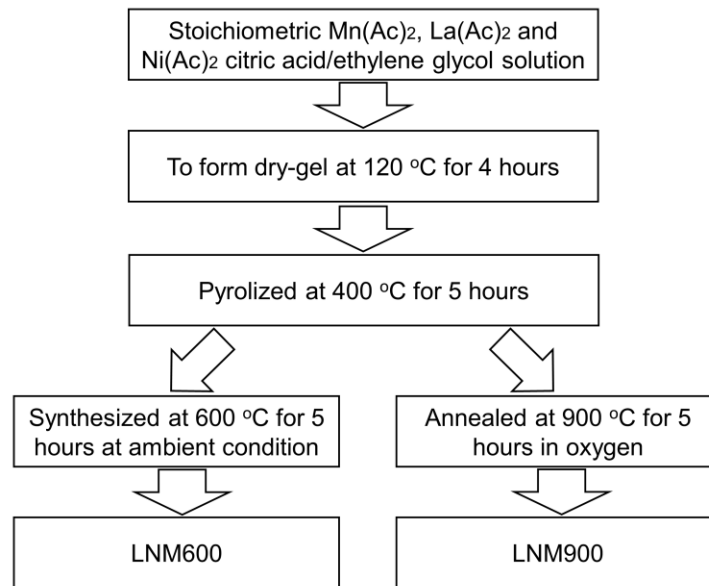 Stoichiometric Mn(Ac)2, La(Ac)2 and
Ni(Ac)2 citric acid/ethylene glycol solution
To form dry-gel at 120 °C for 4 hours
Pyrolized at 400 °C for 5 hours
Synthesized at 600 °C for 5
hours at ambient condition
Annealed at 900 °C for 5
hours in oxygen
LNM600
LNM900